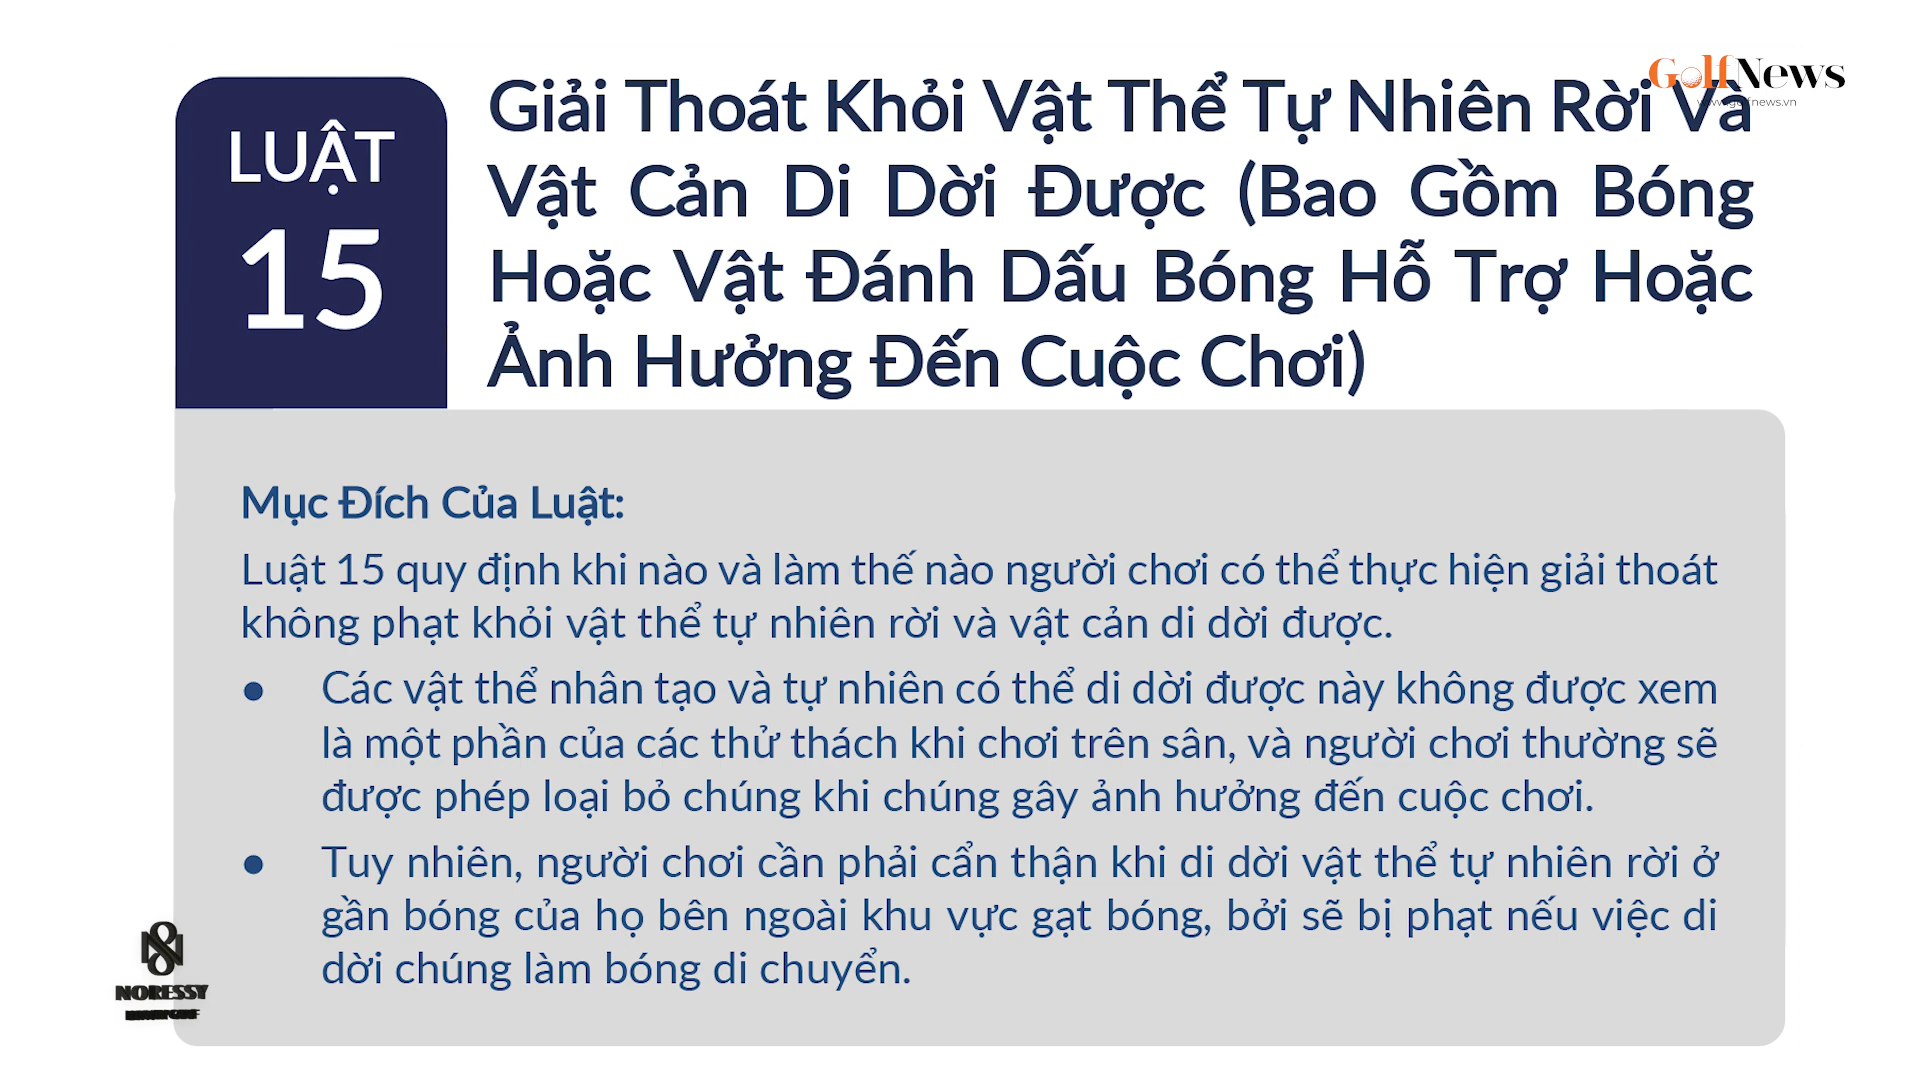 LUẬT
15
Giải Thoát Khỏi Vật Thể Tự Nhiên Rời Và
Vật Cản Di Dời Được (Bao Gồm Bóng
Hoặc Vật Đánh Dấu Bóng Hỗ Trợ Hoặc
Ảnh Hưởng Đến Cuộc Chơi)
GolfNews
www.golfnews.vn
Mục Đích Của Luật:
Luật 15 quy định khi nào và làm thế nào người chơi có thể thực hiện giải thoát
không phạt khỏi vật thể tự nhiên rời và vật cản di dời được.
● Các vật thể nhân tạo và tự nhiên có thể di dời được này không được xem
là một phần của các thử thách khi chơi trên sân, và người chơi thường sẽ
được phép loại bỏ chúng khi chúng gây ảnh hưởng đến cuộc chơi.
● Tuy nhiên, người chơi cần phải cẩn thận khi di dời vật thể tự nhiên rời ở
gần bóng của họ bên ngoài khu vực gạt bóng, bởi sẽ bị phạt nếu việc di
dời chúng làm bóng di chuyển.
NORESSY